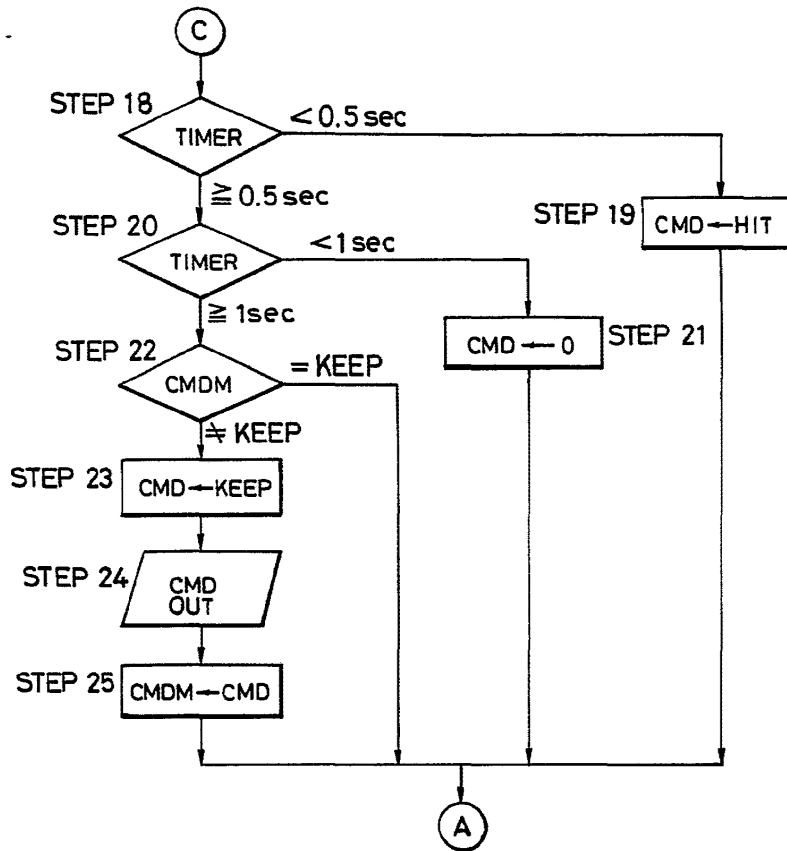 C
STEP 18
TIMER
< 0.5 sec
≧ 0.5 sec
STEP 19
CMD←HIT
STEP 20
TIMER
<1 sec
≧ 1sec
CMD ← 0
STEP 21
STEP 22
CMDM
= KEEP
≠ KEEP
STEP 23
CMD←KEEP
STEP 24
CMD
OUT
STEP 25
CMDM←CMD
A